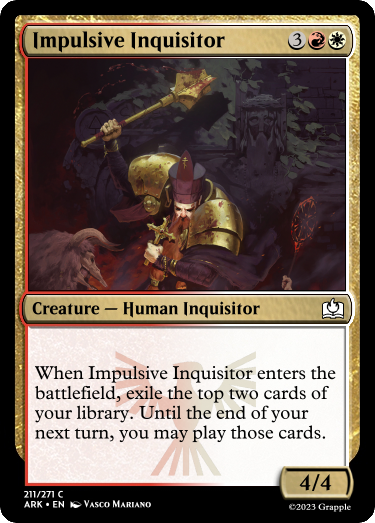 Impulsive Inquisitor 3
Creature — Human Inquisitor
When Impulsive Inquisitor enters the
battlefield, exile the top two cards of
your library. Until the end of your
next turn, you may play those cards.
4/4
211/271 C
ARK • EN Vasco Mariano
©2023 Grapple